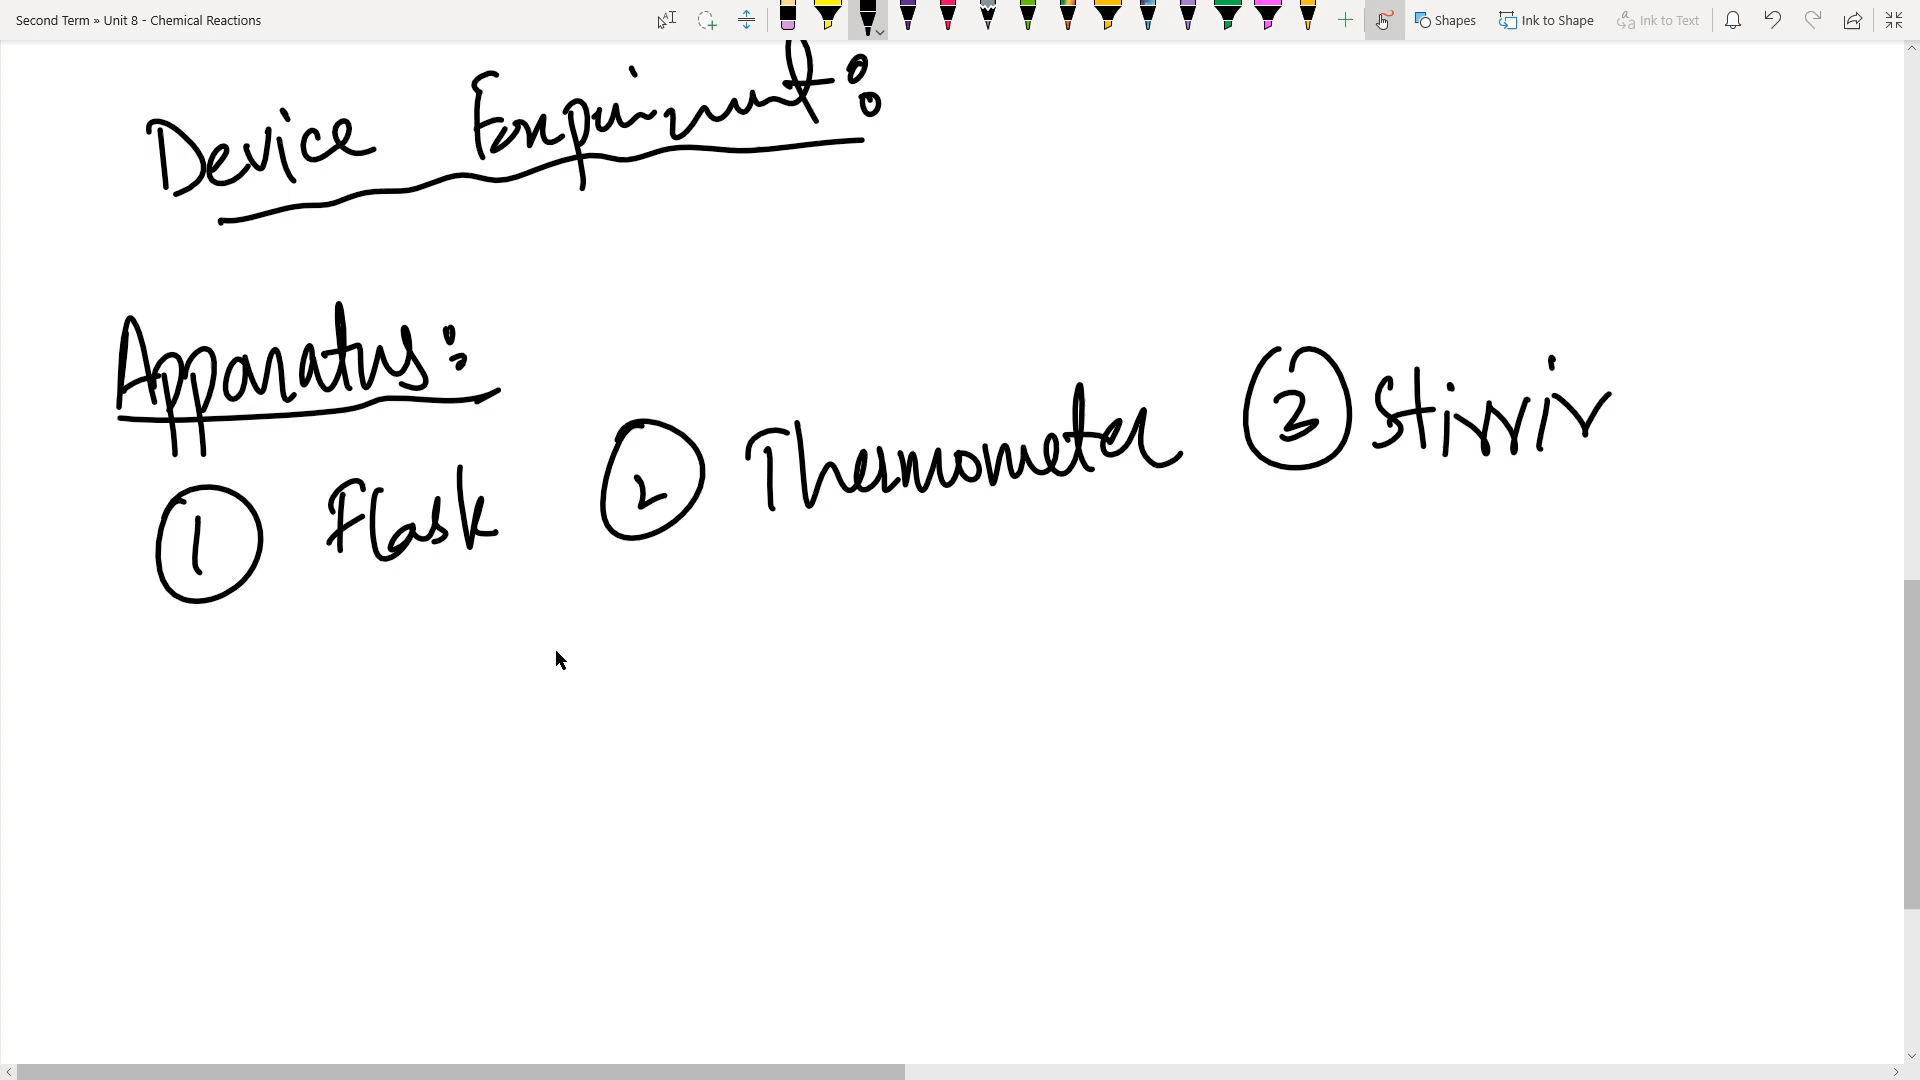 Second Term » Unit 8 - Chemical Reactions
Shapes Ink to Shape Ink to Text
Device Exnpeirment:
Apparatus:
① Flask ② Thermometer ③ Stirrir